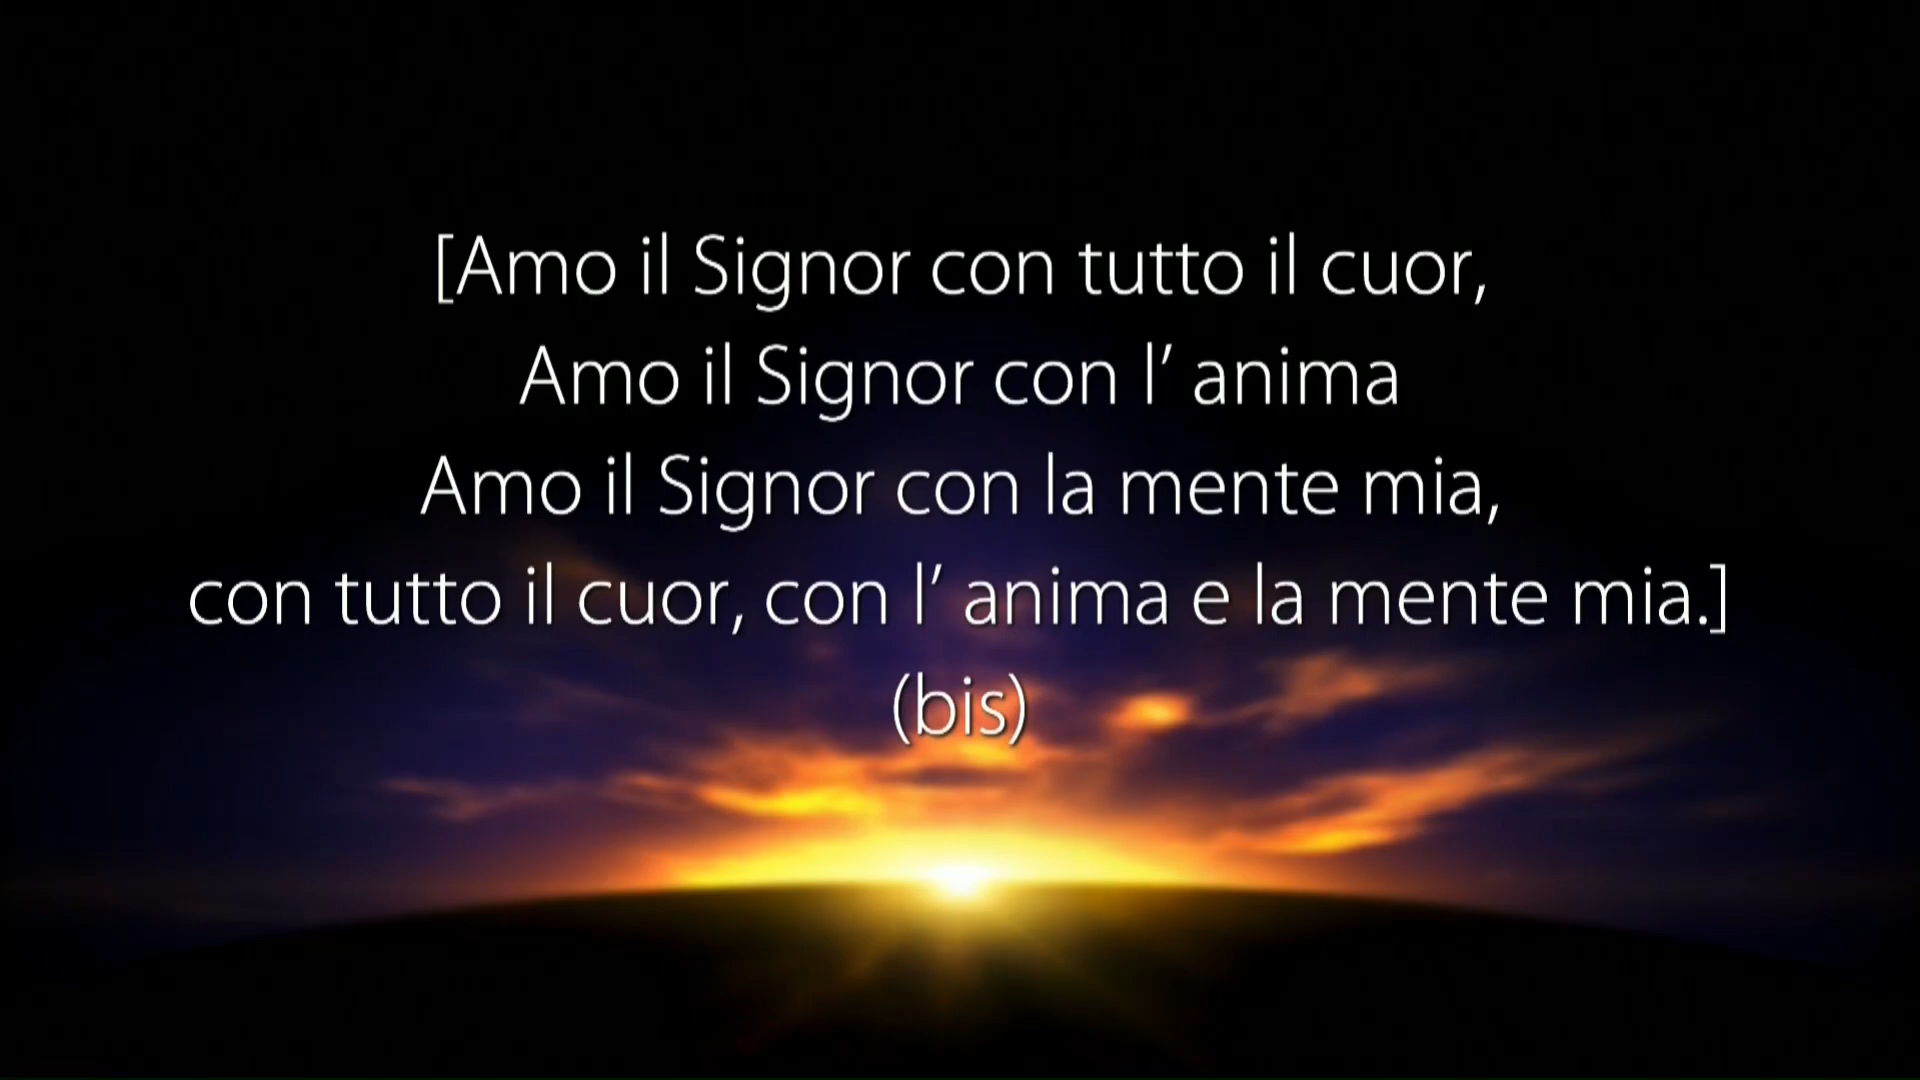 [Amo il Signor con tutto il cuor,
Amo il Signor con l’ anima
Amo il Signor con la mente mia,
con tutto il cuor, con l’ anima e la mente mia.]
(bis)